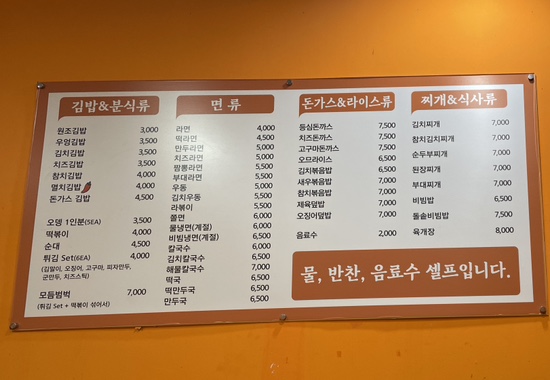 김밥&분식류
원조김밥 3,000
우엉김밥 3,500
김치김밥 3,500
치즈김밥 3,500
참치김밥 4,000
멸치김밥 4,000
돈가스 김밥 4,500
오뎅 1인분(5EA) 3,500
떡볶이 4,000
순대 4,500
튀김 Set(6EA) 4,000
(김말이, 오징어, 고구마, 피자만두,
군만두, 치즈스틱)
모듬범벅 7,000
(튀김 Set + 떡볶이 섞어서)
면 류
라면 4,000
떡라면 4,500
만두라면 5,000
치즈라면 5,000
짬뽕라면 5,500
부대라면 5,500
우동 5,000
김치우동 5,500
라볶이 5,500
쫄면 6,000
물냉면(계절) 6,000
비빔냉면(계절) 6,500
칼국수 6,000
김치칼국수 6,500
해물칼국수 7,000
떡국 6,500
떡만두국 6,500
만두국 6,500
돈가스&라이스류
등심돈까스 7,500
치즈돈까스 7,500
고구마돈까스 7,500
오므라이스 6,500
김치볶음밥 6,500
새우볶음밥 7,000
참치볶음밥 7,000
제육덮밥 7,000
오징어덮밥 7,000
음료수 2,000
찌개&식사류
김치찌개 7,000
참치김치찌개 7,000
순두부찌개 7,000
된장찌개 7,000
부대찌개 7,000
비빔밥 6,500
돌솥비빔밥 7,500
육개장 8,000
물, 반찬, 음료수 셀프입니다.